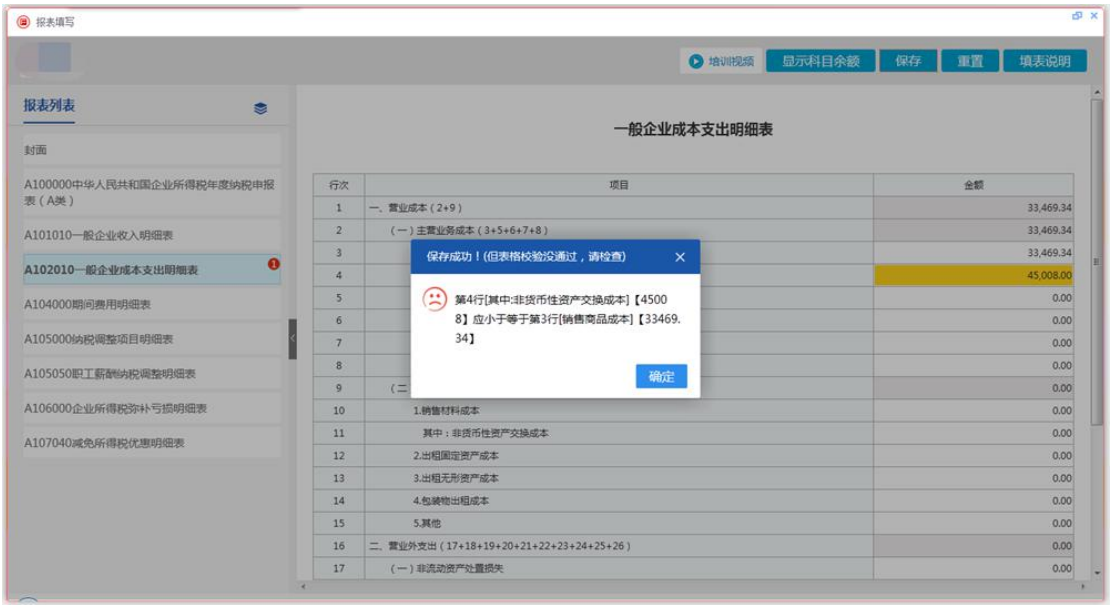 报表填写
培训视频 显示科目余额 保存 重置 填表说明
报表列表
封面
A100000中华人民共和国企业所得税年度纳税申报
表（A类）
A101010一般企业收入明细表
A102010一般企业成本支出明细表
1
A104000期间费用明细表
A105000纳税调整项目明细表
A105050职工薪酬纳税调整明细表
A106000企业所得税弥补亏损明细表
A107040减免所得税优惠明细表
一般企业成本支出明细表
行次 项目 金额
1 一、营业成本（2+9） 33,469.34
2 （一）主营业务成本（3+5+6+7+8） 33,469.34
3 33,469.34
4 45,008.00
5 0.00
6 0.00
7 0.00
8 0.00
9 （二 0.00
10 1.销售材料成本 0.00
11 其中：非货币性资产交换成本 0.00
12 2.出租固定资产成本 0.00
13 3.出租无形资产成本 0.00
14 4.包装物出租成本 0.00
15 5.其他 0.00
16 二、营业外支出（17+18+19+20+21+22+23+24+25+26） 0.00
17 （一）非流动资产处置损失 0.00
保存成功！(但表格校验没通过，请检查)
第4行[其中:非货币性资产交换成本]【4500
8】应小于等于第3行[销售商品成本]【33469.
34】
确定